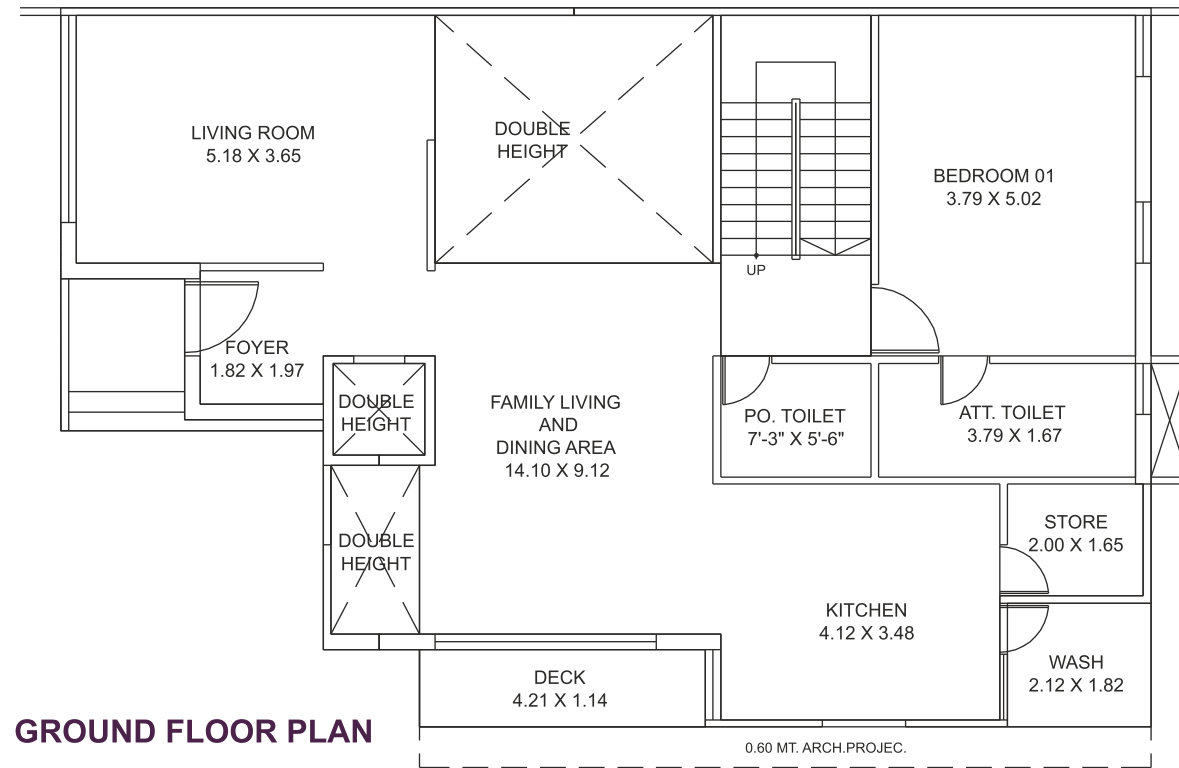 LIVING ROOM
5.18 X 3.65
DOUBLE
HEIGHT
BEDROOM 01
3.79 X 5.02
UP
FOYER
1.82 X 1.97
DOUBLE
HEIGHT
FAMILY LIVING
AND
DINING AREA
14.10 X 9.12
PO. TOILET
7'-3" X 5'-6"
ATT. TOILET
3.79 X 1.67
DOUBLE
HEIGHT
STORE
2.00 X 1.65
KITCHEN
4.12 X 3.48
WASH
2.12 X 1.82
DECK
4.21 X 1.14
GROUND FLOOR PLAN
0.60 MT. ARCH.PROJEC.